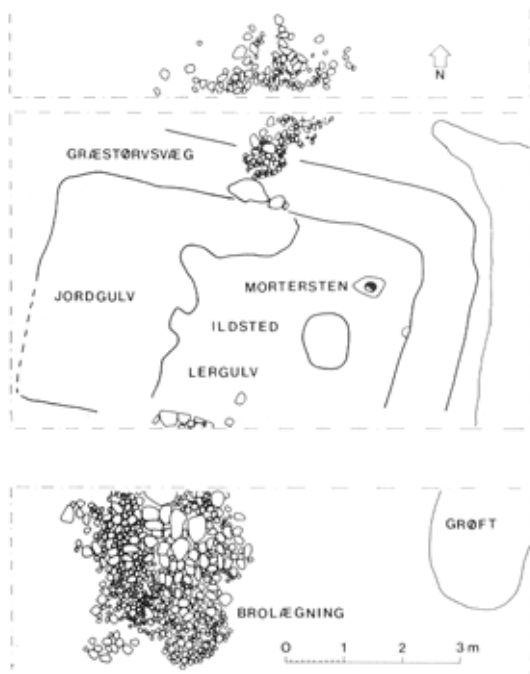 N
GRÆSTØRVSVÆG
JORDGULV
MORTERSTEN
ILDSTED
LERGULV
GRØFT
BROLÆGNING
0 1 2 3 m